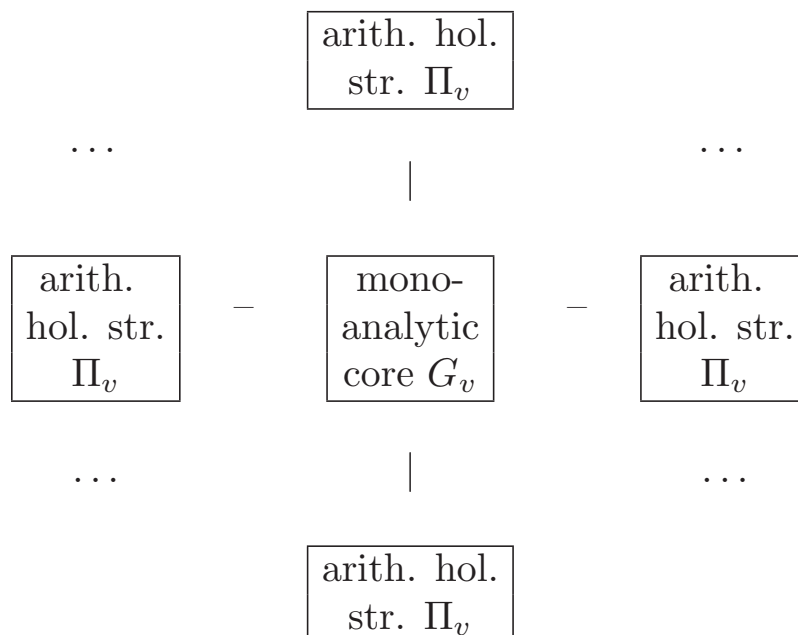 arith. hol.
str. Π_v
. . . . . .
|
arith. mono- arith.
hol. str. – analytic – hol. str.
Π_v core G_v Π_v
. . . | . . .
arith. hol.
str. Π_v